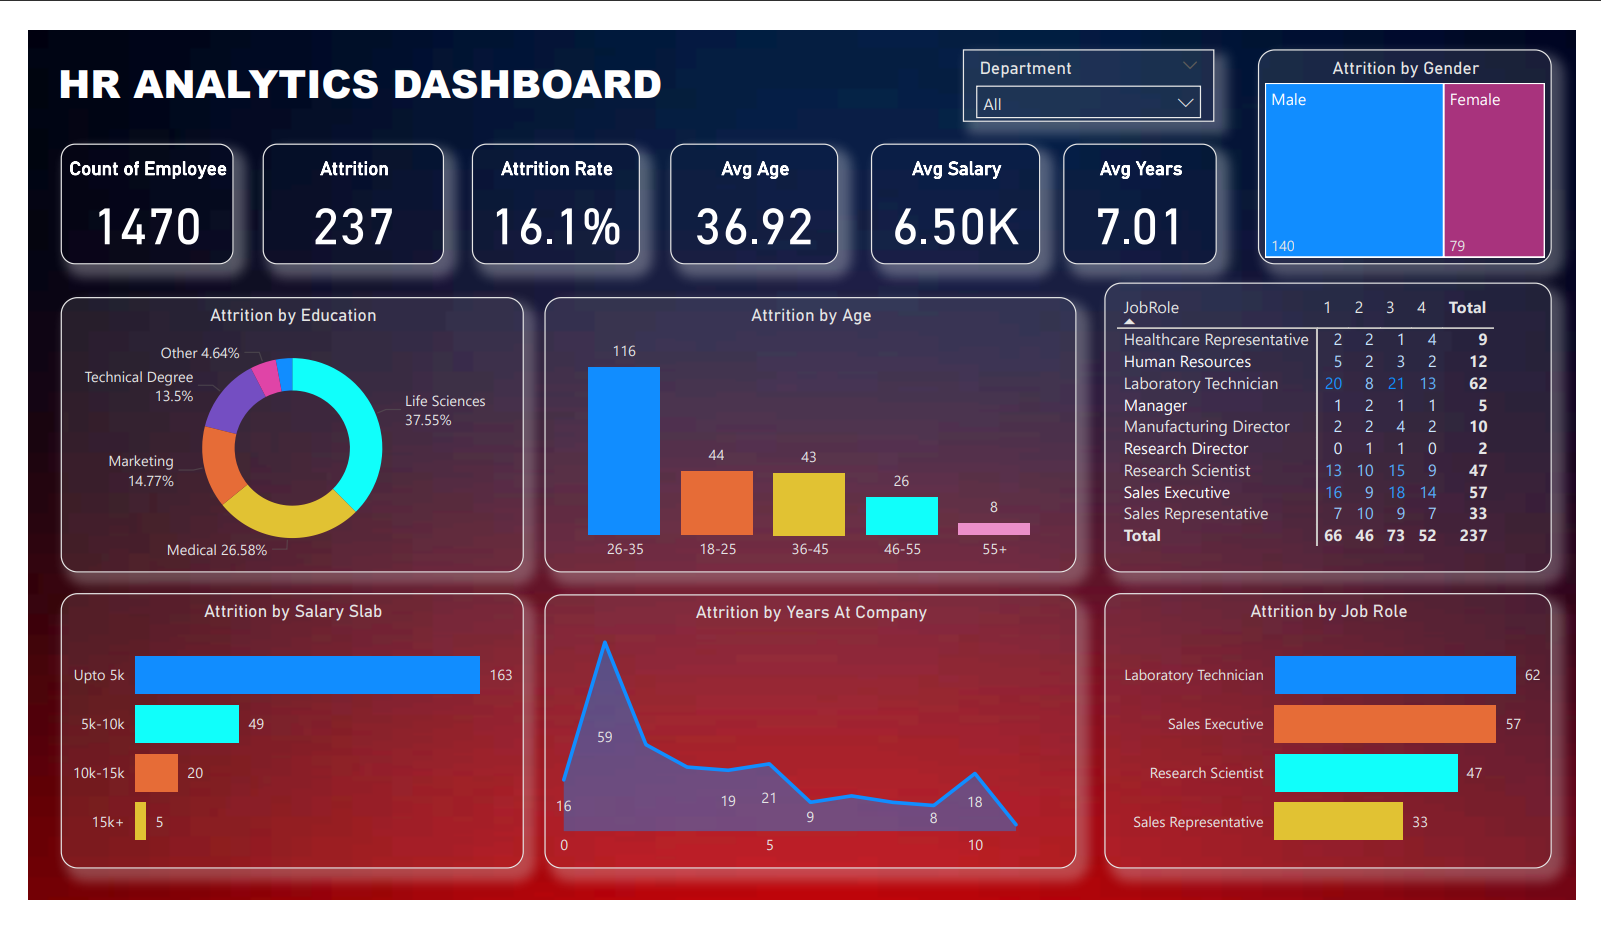 HR ANALYTICS DASHBOARD
Department
All
Attrition by Gender
Male
Female
140
79
Count of Employee
1470
Attrition
237
Attrition Rate
16.1%
Avg Age
36.92
Avg Salary
6.50K
Avg Years
7.01
Attrition by Education
Other 4.64%
Technical Degree
13.5%
Life Sciences
37.55%
Marketing
14.77%
Medical 26.58%
Attrition by Age
116
44
43
26
8
26-35 18-25 36-45 46-55 55+
JobRole 1 2 3 4 Total
Healthcare Representative 2 2 1 4 9
Human Resources 5 2 3 2 12
Laboratory Technician 20 8 21 13 62
Manager 1 2 1 1 5
Manufacturing Director 2 2 4 2 10
Research Director 0 1 1 0 2
Research Scientist 13 10 15 9 47
Sales Executive 16 9 18 14 57
Sales Representative 7 10 9 7 33
Total 66 46 73 52 237
Attrition by Salary Slab
Upto 5k 163
5k-10k 49
10k-15k 20
15k+ 5
Attrition by Years At Company
59
16
19
21
9
8
18
0 5 10
Attrition by Job Role
Laboratory Technician 62
Sales Executive 57
Research Scientist 47
Sales Representative 33